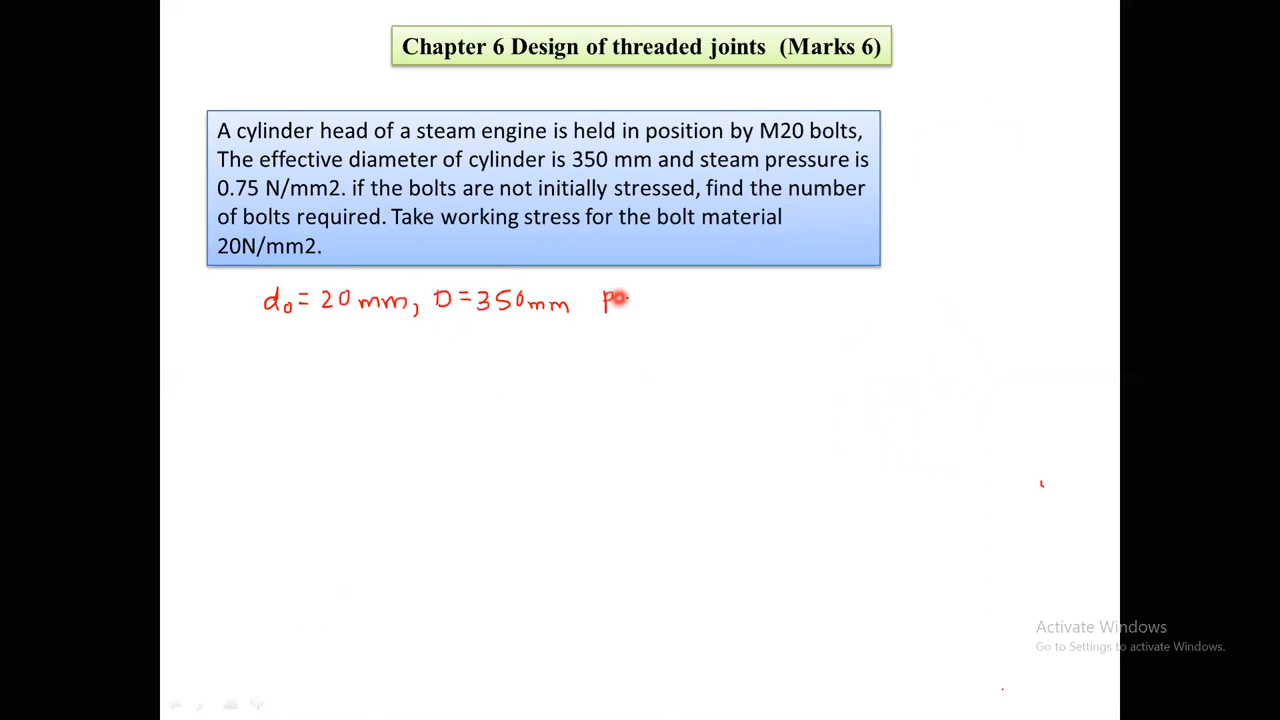 Chapter 6 Design of threaded joints (Marks 6)
A cylinder head of a steam engine is held in position by M20 bolts,
The effective diameter of cylinder is 350 mm and steam pressure is
0.75 N/mm2. if the bolts are not initially stressed, find the number
of bolts required. Take working stress for the bolt material
20N/mm2.
do = 20 mm, D = 350mm p
Activate Windows
Go to Settings to activate Windows.